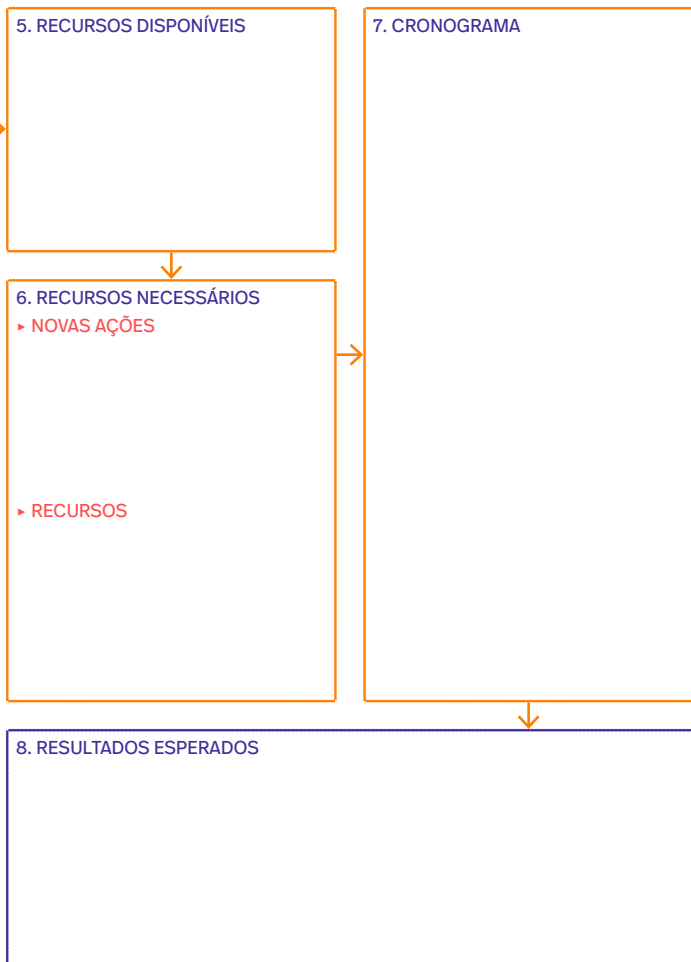 5. RECURSOS DISPONÍVEIS
6. RECURSOS NECESSÁRIOS
▸ NOVAS AÇÕES
▸ RECURSOS
7. CRONOGRAMA
8. RESULTADOS ESPERADOS